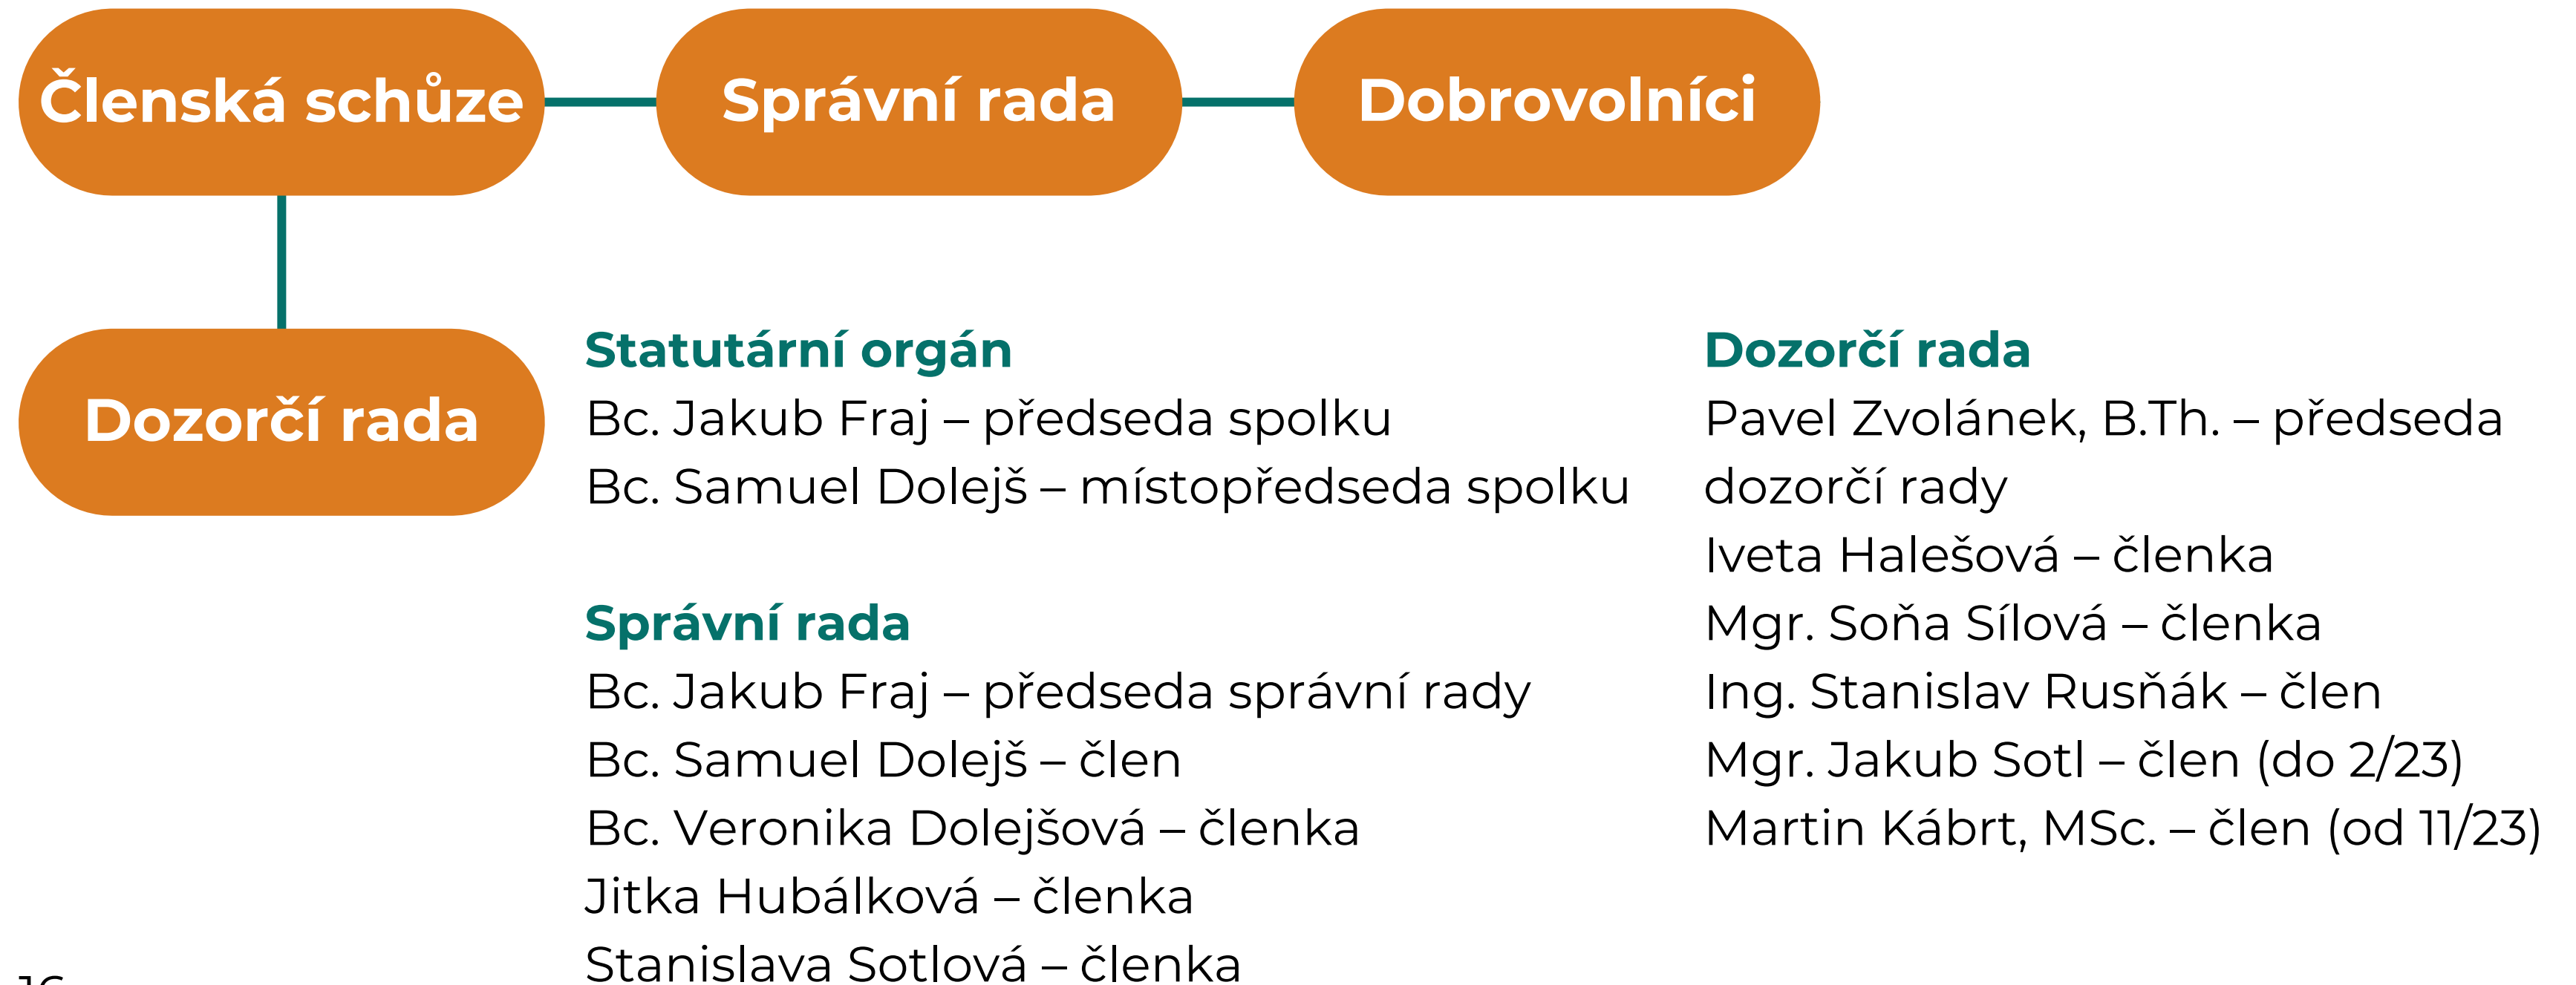 Členská schůze
Správní rada
Dobrovolníci
Dozorčí rada
Statutární orgán
Bc. Jakub Fraj – předseda spolku
Bc. Samuel Dolejš – místopředseda spolku
Správní rada
Bc. Jakub Fraj – předseda správní rady
Bc. Samuel Dolejš – člen
Bc. Veronika Dolejšová – členka
Jitka Hubálková – členka
Stanislava Sotlová – členka
Dozorčí rada
Pavel Zvolánek, B.Th. – předseda
dozorčí rady
Iveta Halešová – členka
Mgr. Soňa Sílová – členka
Ing. Stanislav Rusňák – člen
Mgr. Jakub Sotl – člen (do 2/23)
Martin Kábrt, MSc. – člen (od 11/23)